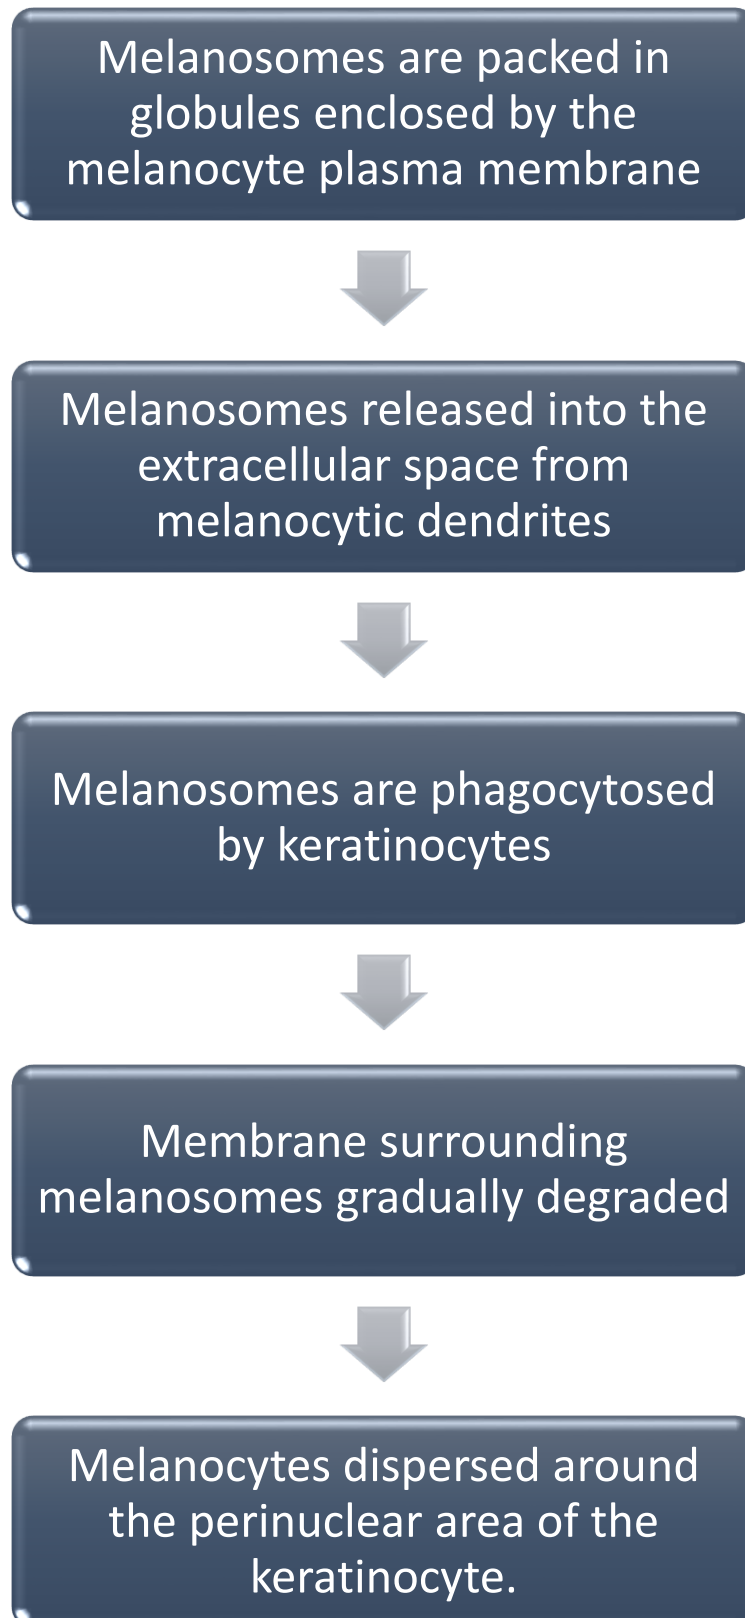 Melanosomes are packed in
globules enclosed by the
melanocyte plasma membrane
Melanosomes released into the
extracellular space from
melanocytic dendrites
Melanosomes are phagocytosed
by keratinocytes
Membrane surrounding
melanosomes gradually degraded
Melanocytes dispersed around
the perinuclear area of the
keratinocyte.